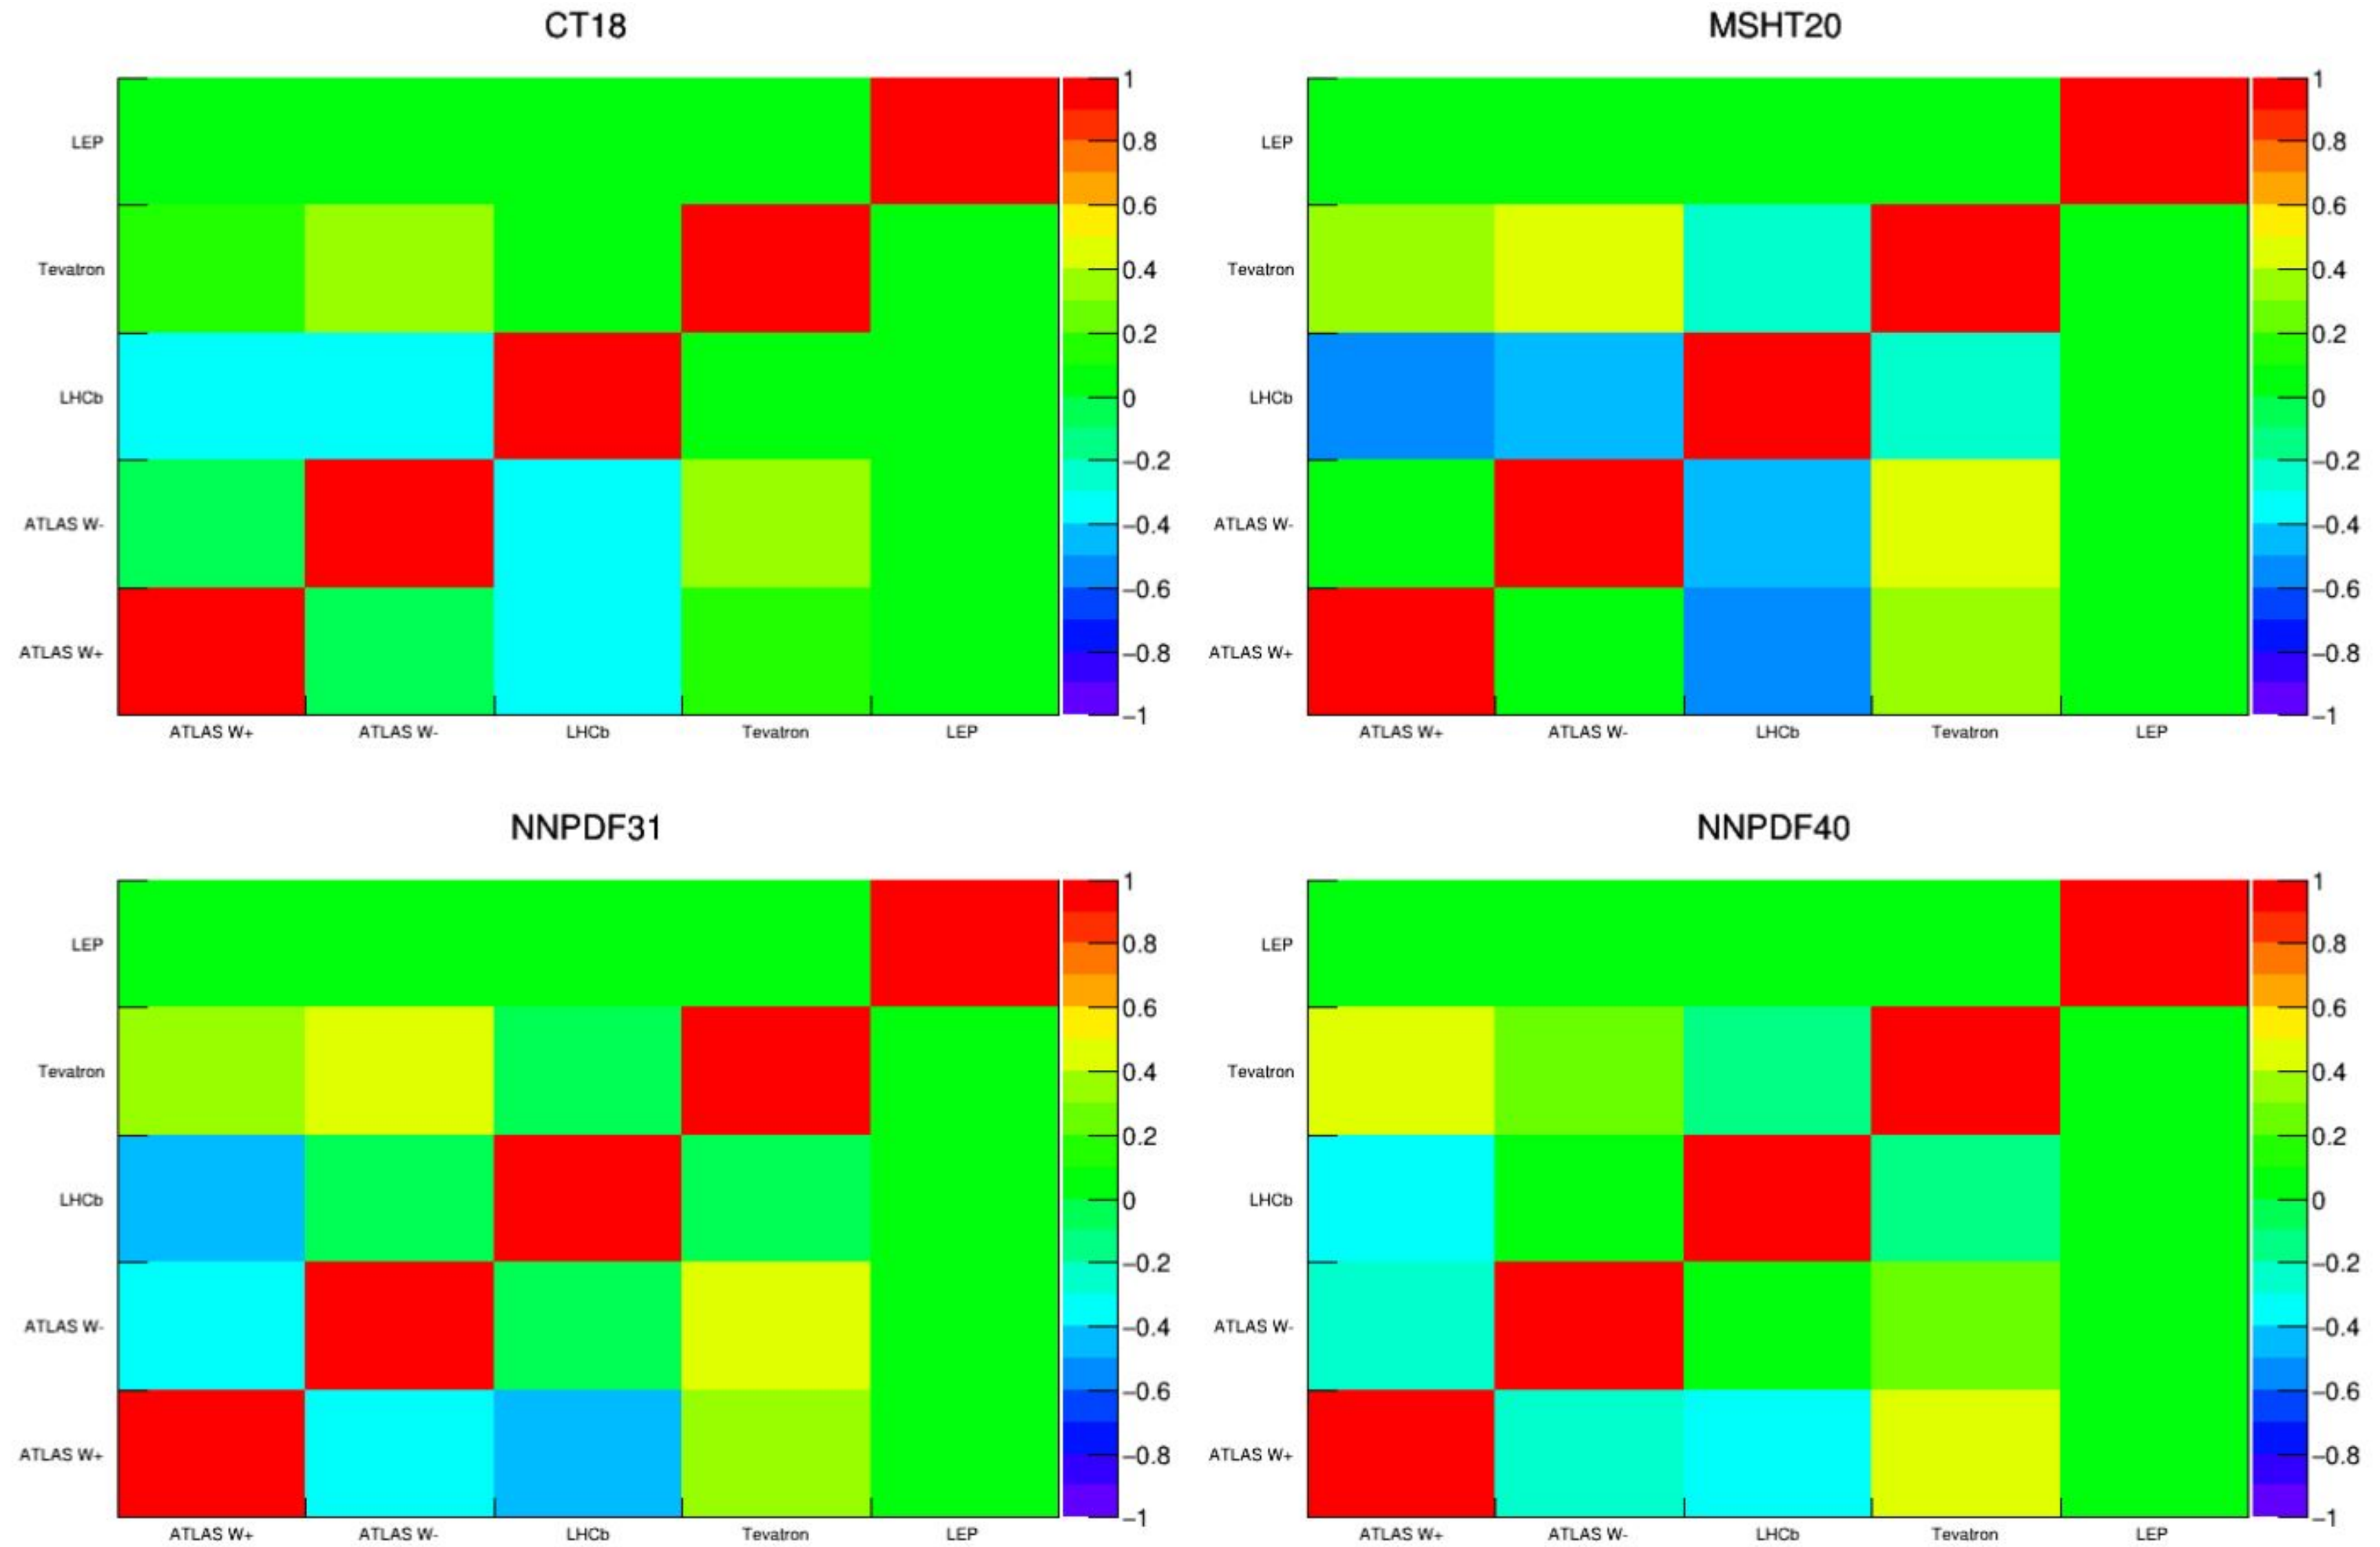 CT18
LEP
Tevatron
LHCb
ATLAS W-
ATLAS W+
ATLAS W+ ATLAS W- LHCb Tevatron LEP
1
0.8
0.6
0.4
0.2
0
−0.2
−0.4
−0.6
−0.8
−1
MSHT20
LEP
Tevatron
LHCb
ATLAS W-
ATLAS W+
ATLAS W+ ATLAS W- LHCb Tevatron LEP
1
0.8
0.6
0.4
0.2
0
−0.2
−0.4
−0.6
−0.8
−1
NNPDF31
LEP
Tevatron
LHCb
ATLAS W-
ATLAS W+
ATLAS W+ ATLAS W- LHCb Tevatron LEP
1
0.8
0.6
0.4
0.2
0
−0.2
−0.4
−0.6
−0.8
−1
NNPDF40
LEP
Tevatron
LHCb
ATLAS W-
ATLAS W+
ATLAS W+ ATLAS W- LHCb Tevatron LEP
1
0.8
0.6
0.4
0.2
0
−0.2
−0.4
−0.6
−0.8
−1